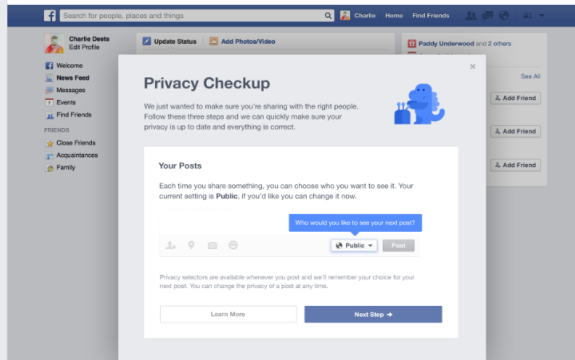 Search for people, places and things
Charlie Home Find Friends
Charlie Deets
Edit Profile
Update Status Add Photos/Video
Paddy Underwood and 2 others
Welcome
News Feed
Messages
Events
Find Friends
FRIENDS
Close Friends
Acquaintances
Family
See All
Add Friend
Add Friend
Add Friend
Privacy Checkup
We just wanted to make sure you're sharing with the right people.
Follow these three steps and we can quickly make sure your
privacy is up to date and everything is correct.
Your Posts
Each time you share something, you can choose who you want to see it. Your
current setting is Public, if you'd like you can change it now.
Who would you like to see your next post?
Public
Post
Privacy selectors are available whenever you post and we'll remember your choice for your
next post. You can change the privacy of a post at any time.
Learn More
Next Step